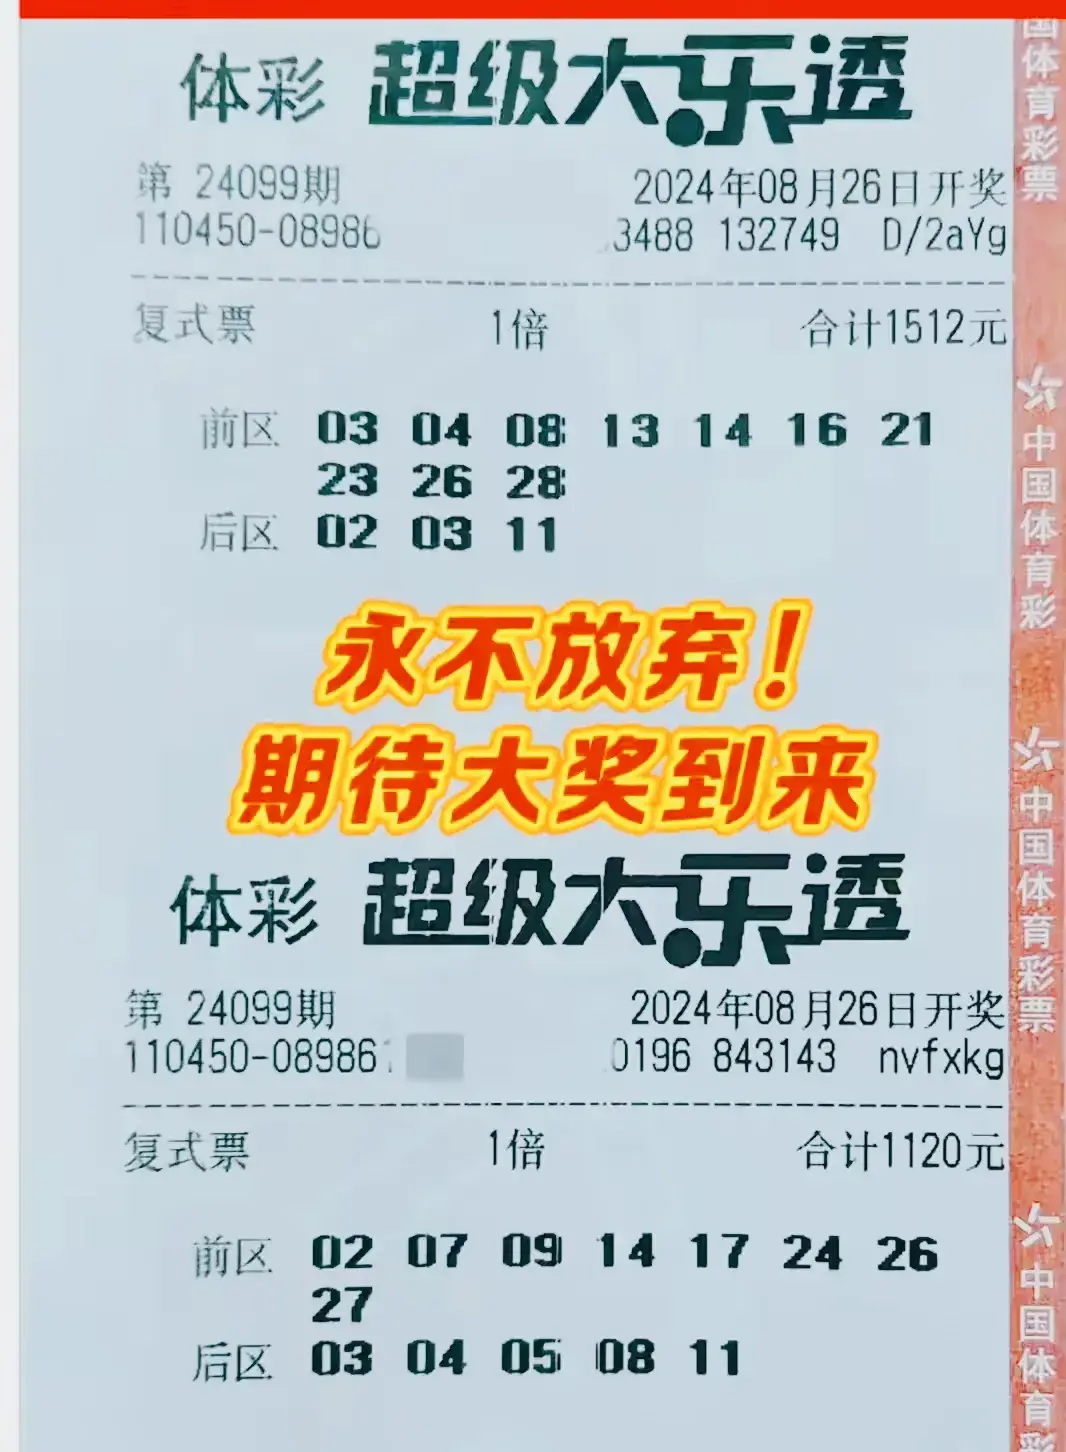 体彩 超级大乐透
第 24099期 2024年08月26日开奖
110450-08986 3488 132749 D/2aYg
复式票 1倍 合计1512元
前区 03 04 08 13 14 16 21
23 26 28
后区 02 03 11
永不放弃！
期待大奖到来
体彩 超级大乐透
第 24099期 2024年08月26日开奖
110450-08986 0196 843143 nvfxkg
复式票 1倍 合计1120元
前区 02 07 09 14 17 24 26
27
后区 03 04 05 08 11
国体育彩票
中国体育彩
中国体育彩票
中国体育彩